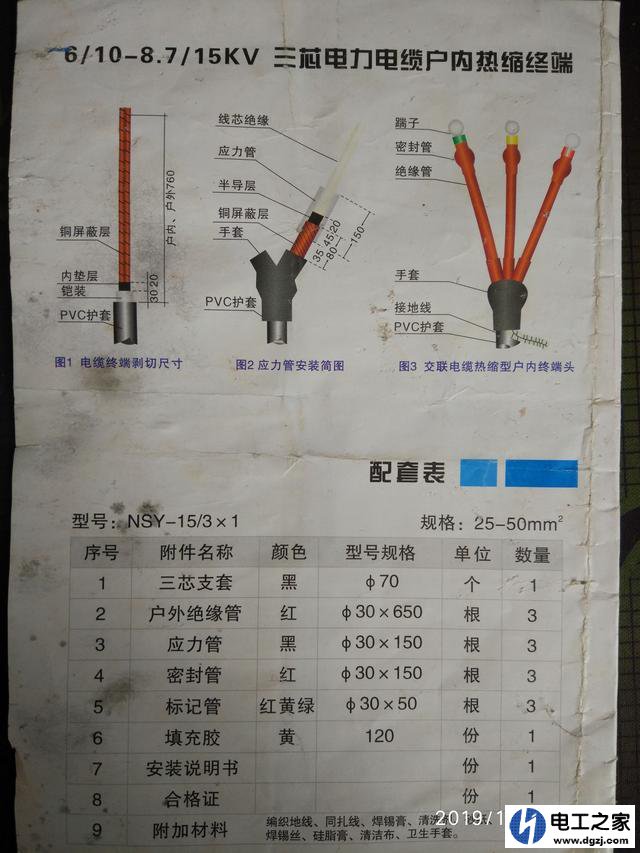 6/10-8.7/15KV 三芯电力电缆户内热缩终端
铜屏蔽层
内垫层
铠装
PVC护套
户内、户外760
30 20
图1 电缆终端剥切尺寸
线芯绝缘
应力管
半导层
铜屏蔽层
手套
PVC护套
35 45 20
80
150
图2 应力管安装简图
踹子
密封管
绝缘管
手套
接地线
PVC护套
图3 交联电缆热缩型户内终端头
配套表
型号: NSY-15/3×1 规格: 25-50mm²
序号 附件名称 颜色 型号规格 单位 数量
1 三芯支套 黑 φ70 个 1
2 户外绝缘管 红 φ30×650 根 3
3 应力管 黑 φ30×150 根 3
4 密封管 红 φ30×150 根 3
5 标记管 红黄绿 φ30×50 根 3
6 填充胶 黄 120 份 1
7 安装说明书 份 1
8 合格证 份 1
9 附加材料 编织地线、同扎线、焊锡膏、清洗
焊锡丝、硅脂膏、清洁布、卫生手套。
2019/1
电工之家
www.dgzj.com